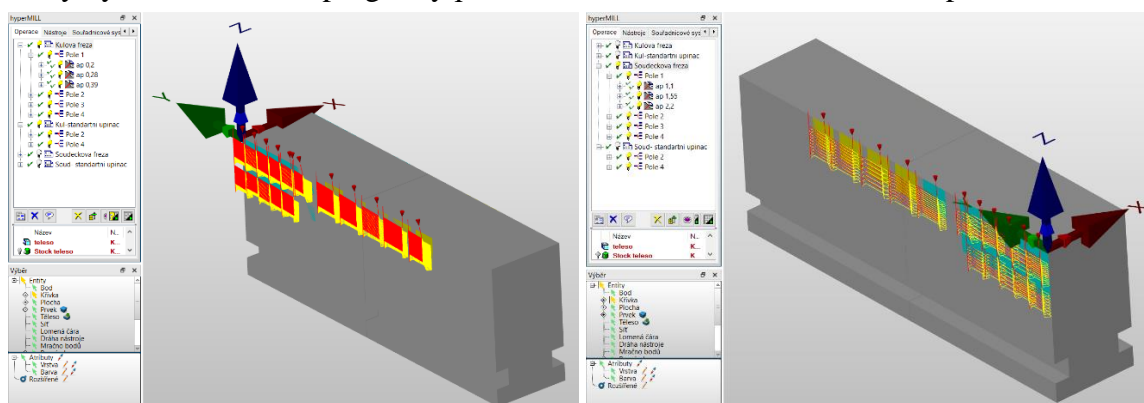 hyperMILL
Operace Nástroje Souřadnicové sys
Kulova freza
Pole 1
ap 0,2
ap 0,28
ap 0,39
Pole 2
Pole 3
Pole 4
Kul-standartni upinac
Pole 2
Pole 4
Soudeckova freza
Soud- standartni upinac
Název N...
teleso K...
Stock teleso K...
Výběr
Entity
Bod
Křivka
Plocha
Prvek
Těleso
Síť
Lomená čára
Dráha nástroje
Mračno bodů
Atributy
Vrstva
Barva
Rozšířené
Z
Y
X
hyperMILL
Operace Nástroje Souřadnicové sys
Kulova freza
Kul-standartni upinac
Soudeckova freza
Pole 1
ap 1,1
ap 1,55
ap 2,2
Pole 2
Pole 3
Pole 4
Soud- standartni upinac
Pole 2
Pole 4
Název N...
teleso K...
Stock teleso K...
Výběr
Entity
Bod
Křivka
Plocha
Prvek
Těleso
Síť
Lomená čára
Dráha nástroje
Mračno bodů
Atributy
Vrstva
Barva
Rozšířené
Z
X